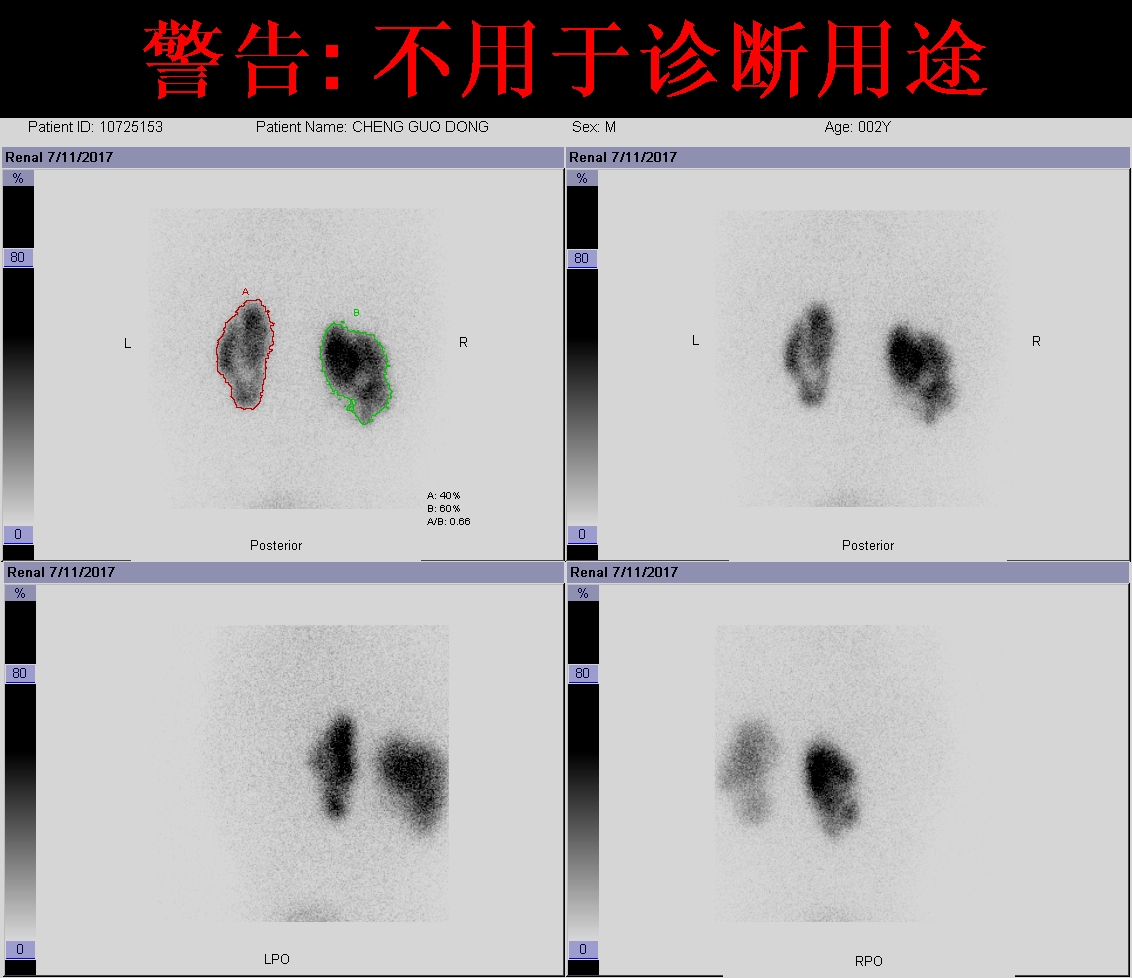 警告: 不用于诊断用途
Patient ID: 10725153 Patient Name: CHENG GUO DONG Sex: M Age: 002Y
Renal 7/11/2017
%
80
A
B
L
R
A: 40%
B: 60%
A/B: 0.66
0
Posterior
Renal 7/11/2017
%
80
L
R
0
Posterior
Renal 7/11/2017
%
80
0
LPO
Renal 7/11/2017
%
80
0
RPO